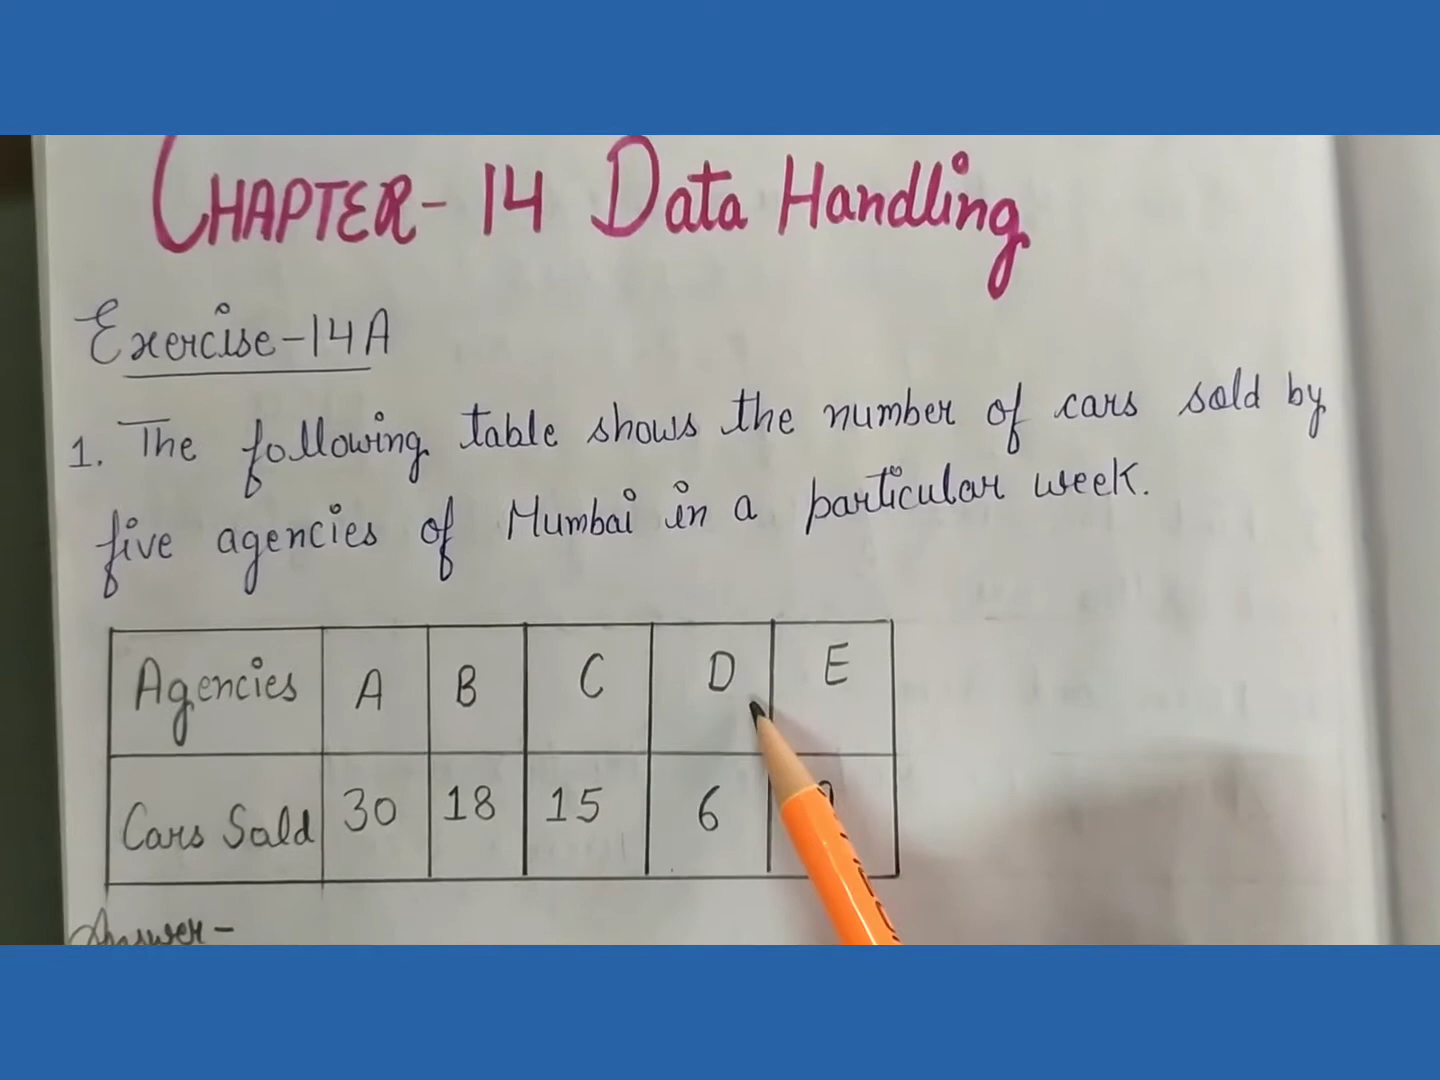 CHAPTER-14 Data Handling
Exercise-14A
1. The following table shows the number of cars sold by
five agencies of Mumbai in a particular week.
Agencies A B C D E
Cars Sold 30 18 15 6
Answer-